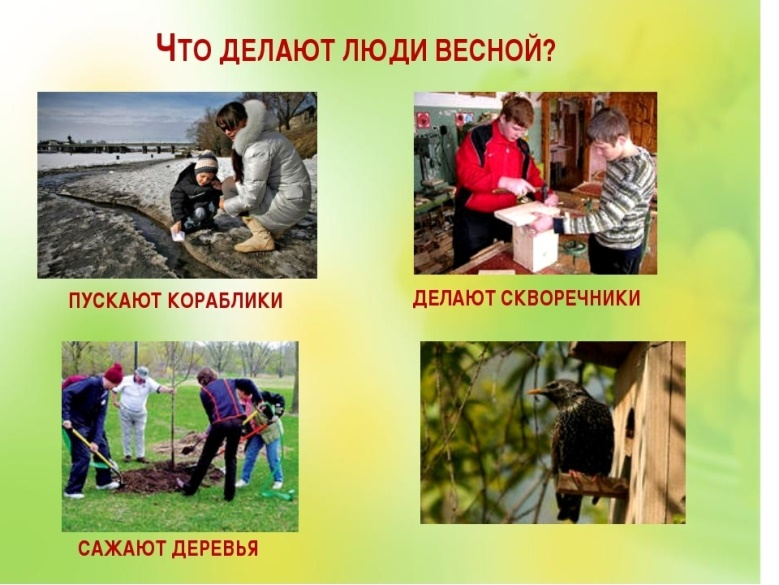 Что делают люди весной?
ПУСКАЮТ КОРАБЛИКИ
ДЕЛАЮТ СКВОРЕЧНИКИ
САЖАЮТ ДЕРЕВЬЯ